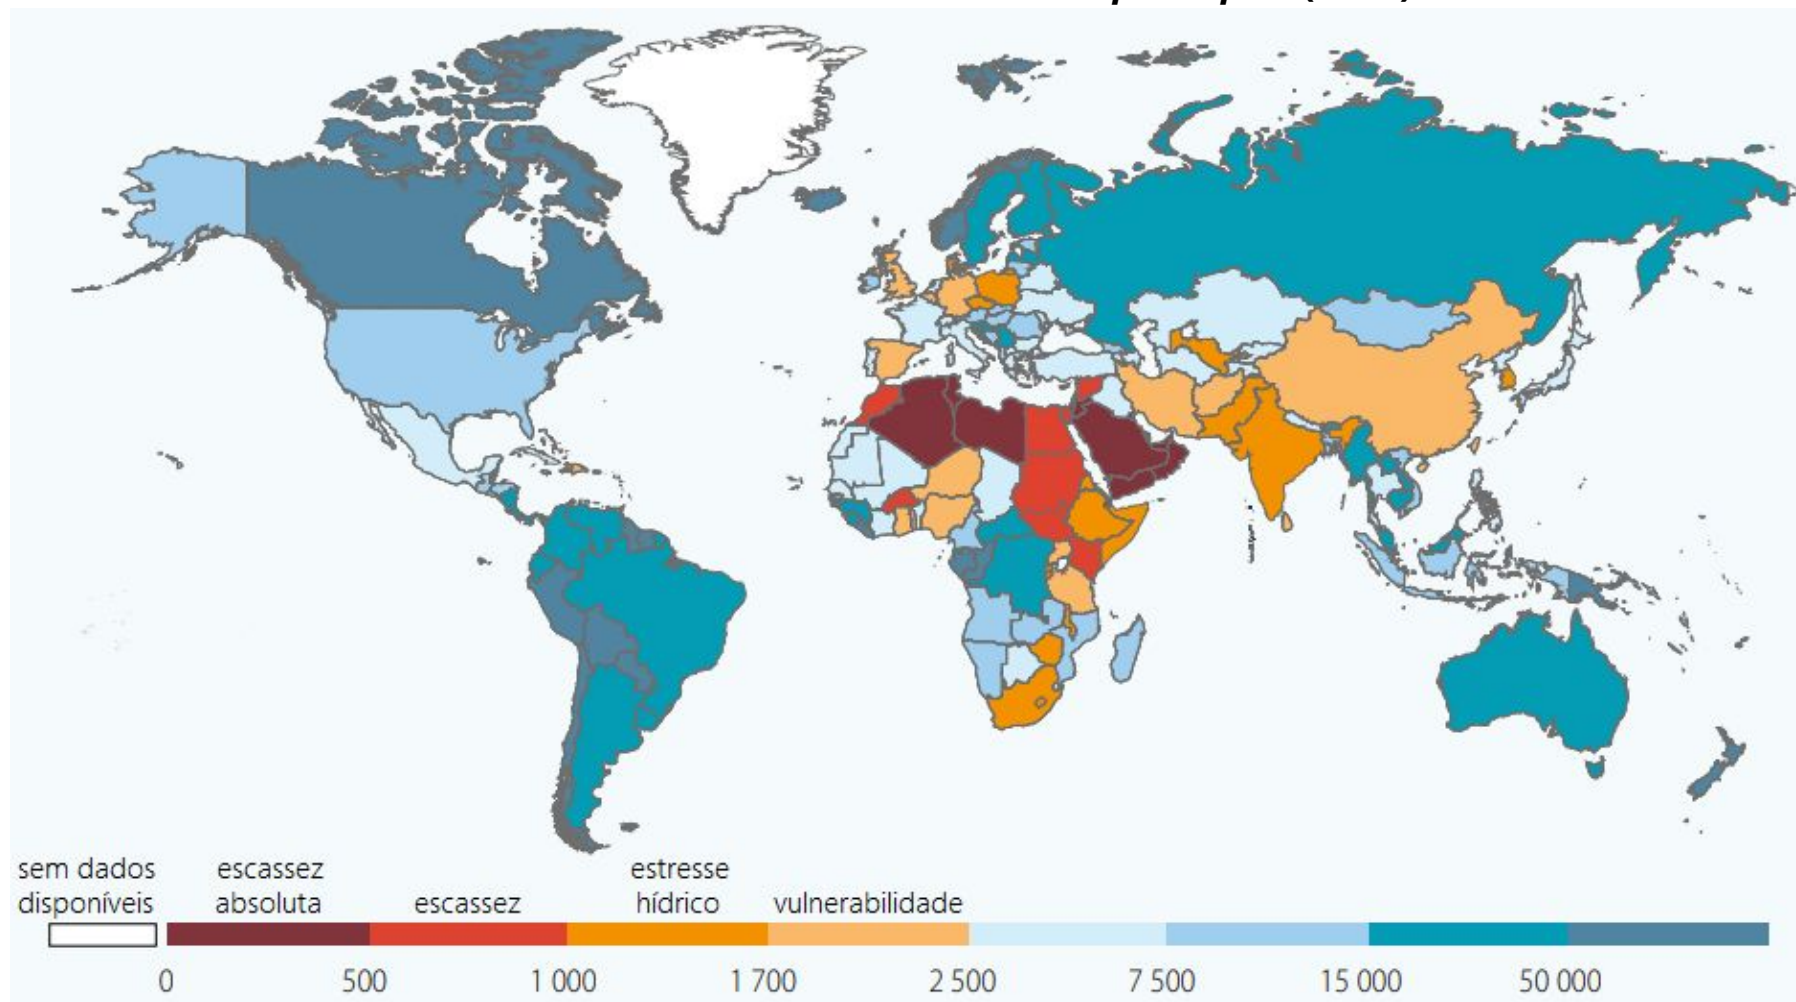 sem dados
disponíveis
escassez
absoluta
escassez
estresse
hídrico
vulnerabilidade
0
500
1 000
1 700
2 500
7 500
15 000
50 000